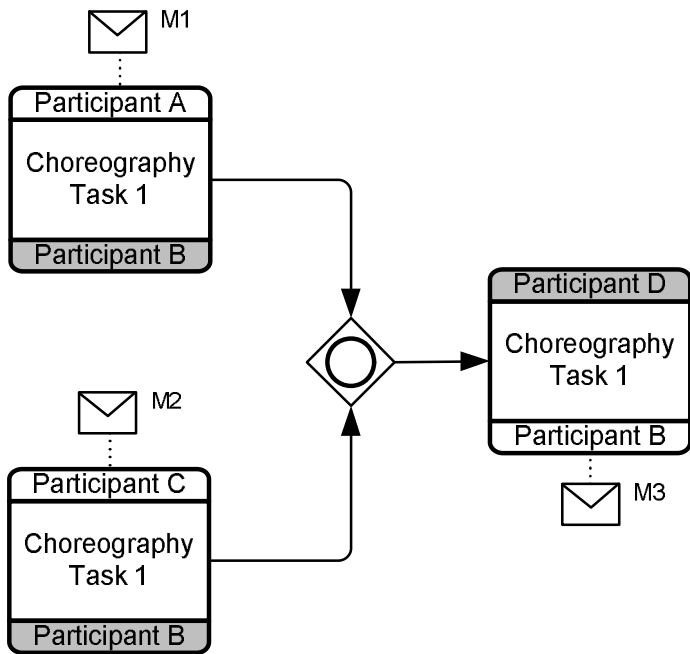 M1
Participant A
Choreography
Task 1
Participant B
Participant D
Choreography
Task 1
Participant B
M3
M2
Participant C
Choreography
Task 1
Participant B